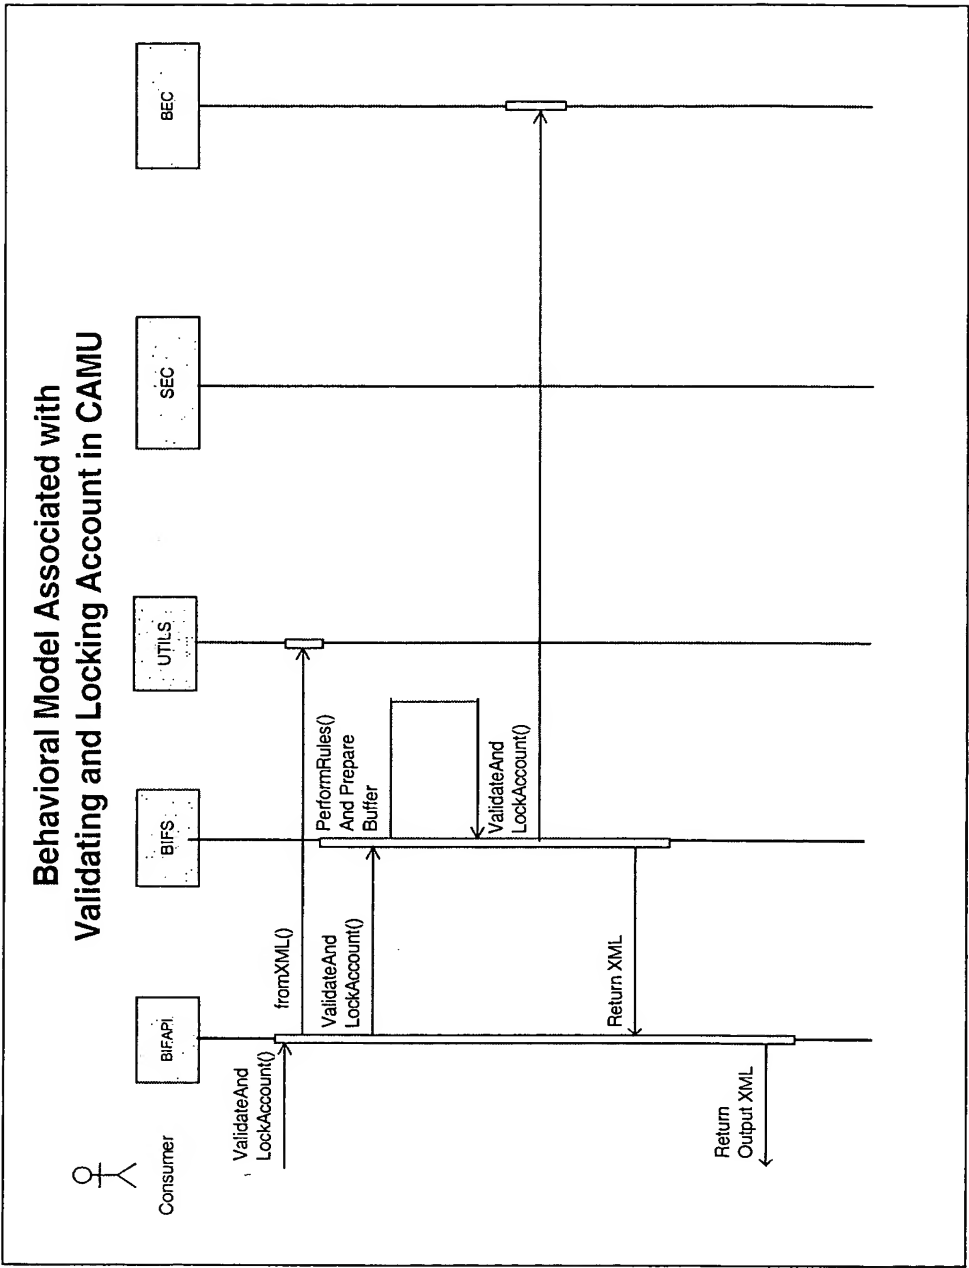 Behavioral Model Associated with
Validating and Locking Account in CAMU
Consumer
BIFAPI
BIFS
UTILS
SEC
BEC
ValidateAnd
LockAccount()
fromXML()
ValidateAnd
LockAccount()
PerformRules()
And Prepare
Buffer
ValidateAnd
LockAccount()
Return XML
Return
Output XML